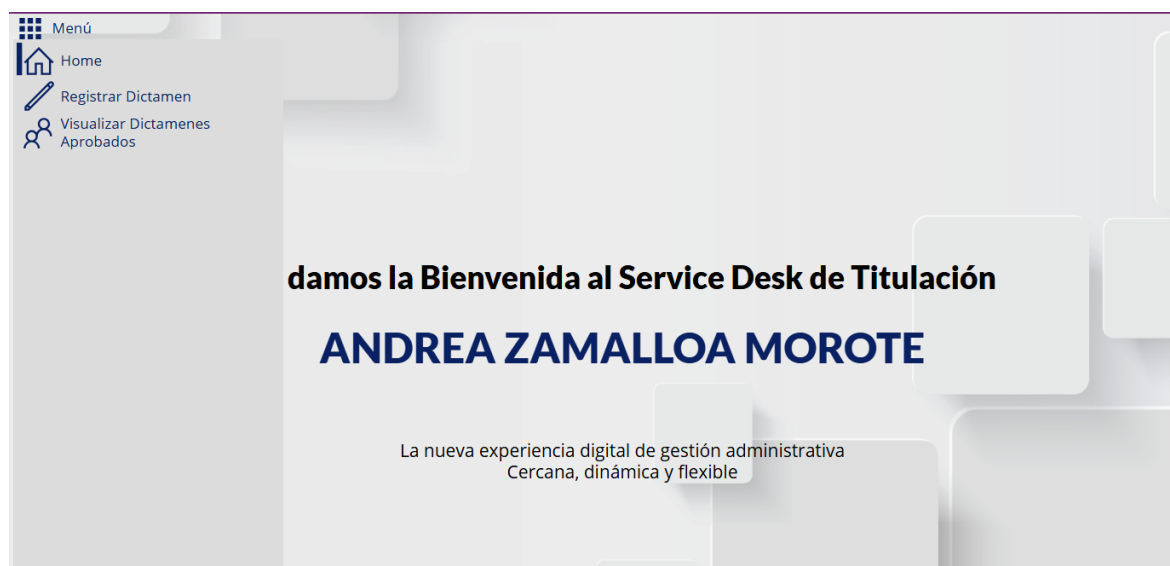 Menú
Home
Registrar Dictamen
Visualizar Dictamenes
Aprobados
damos la Bienvenida al Service Desk de Titulación
ANDREA ZAMALLOA MOROTE
La nueva experiencia digital de gestión administrativa
Cercana, dinámica y flexible